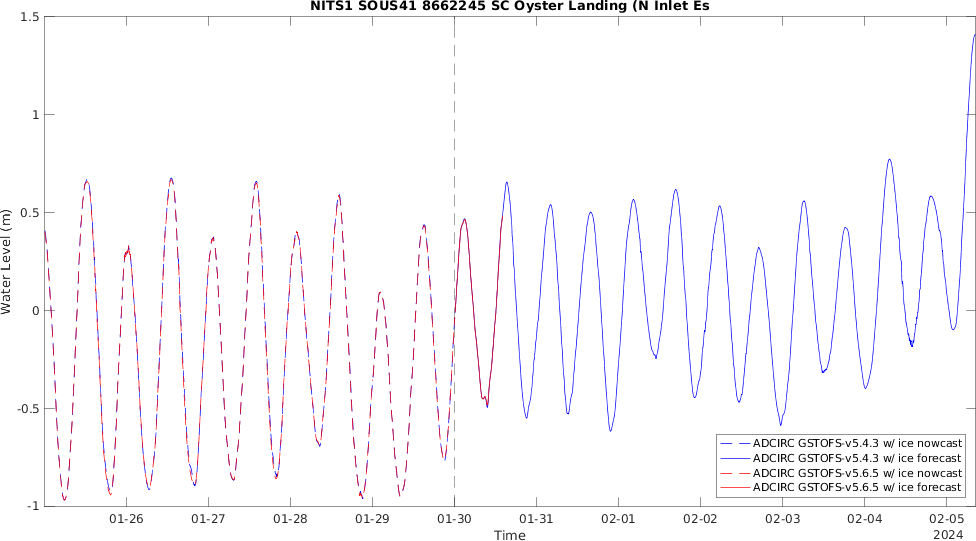 NITS1 SOUS41 8662245 SC Oyster Landing (N Inlet Es
1.5
1
0.5
0
-0.5
-1
Water Level (m)
01-26 01-27 01-28 01-29 01-30 01-31 02-01 02-02 02-03 02-04 02-05
Time
2024
ADCIRC GSTOFS-v5.4.3 w/ ice nowcast
ADCIRC GSTOFS-v5.4.3 w/ ice forecast
ADCIRC GSTOFS-v5.6.5 w/ ice nowcast
ADCIRC GSTOFS-v5.6.5 w/ ice forecast